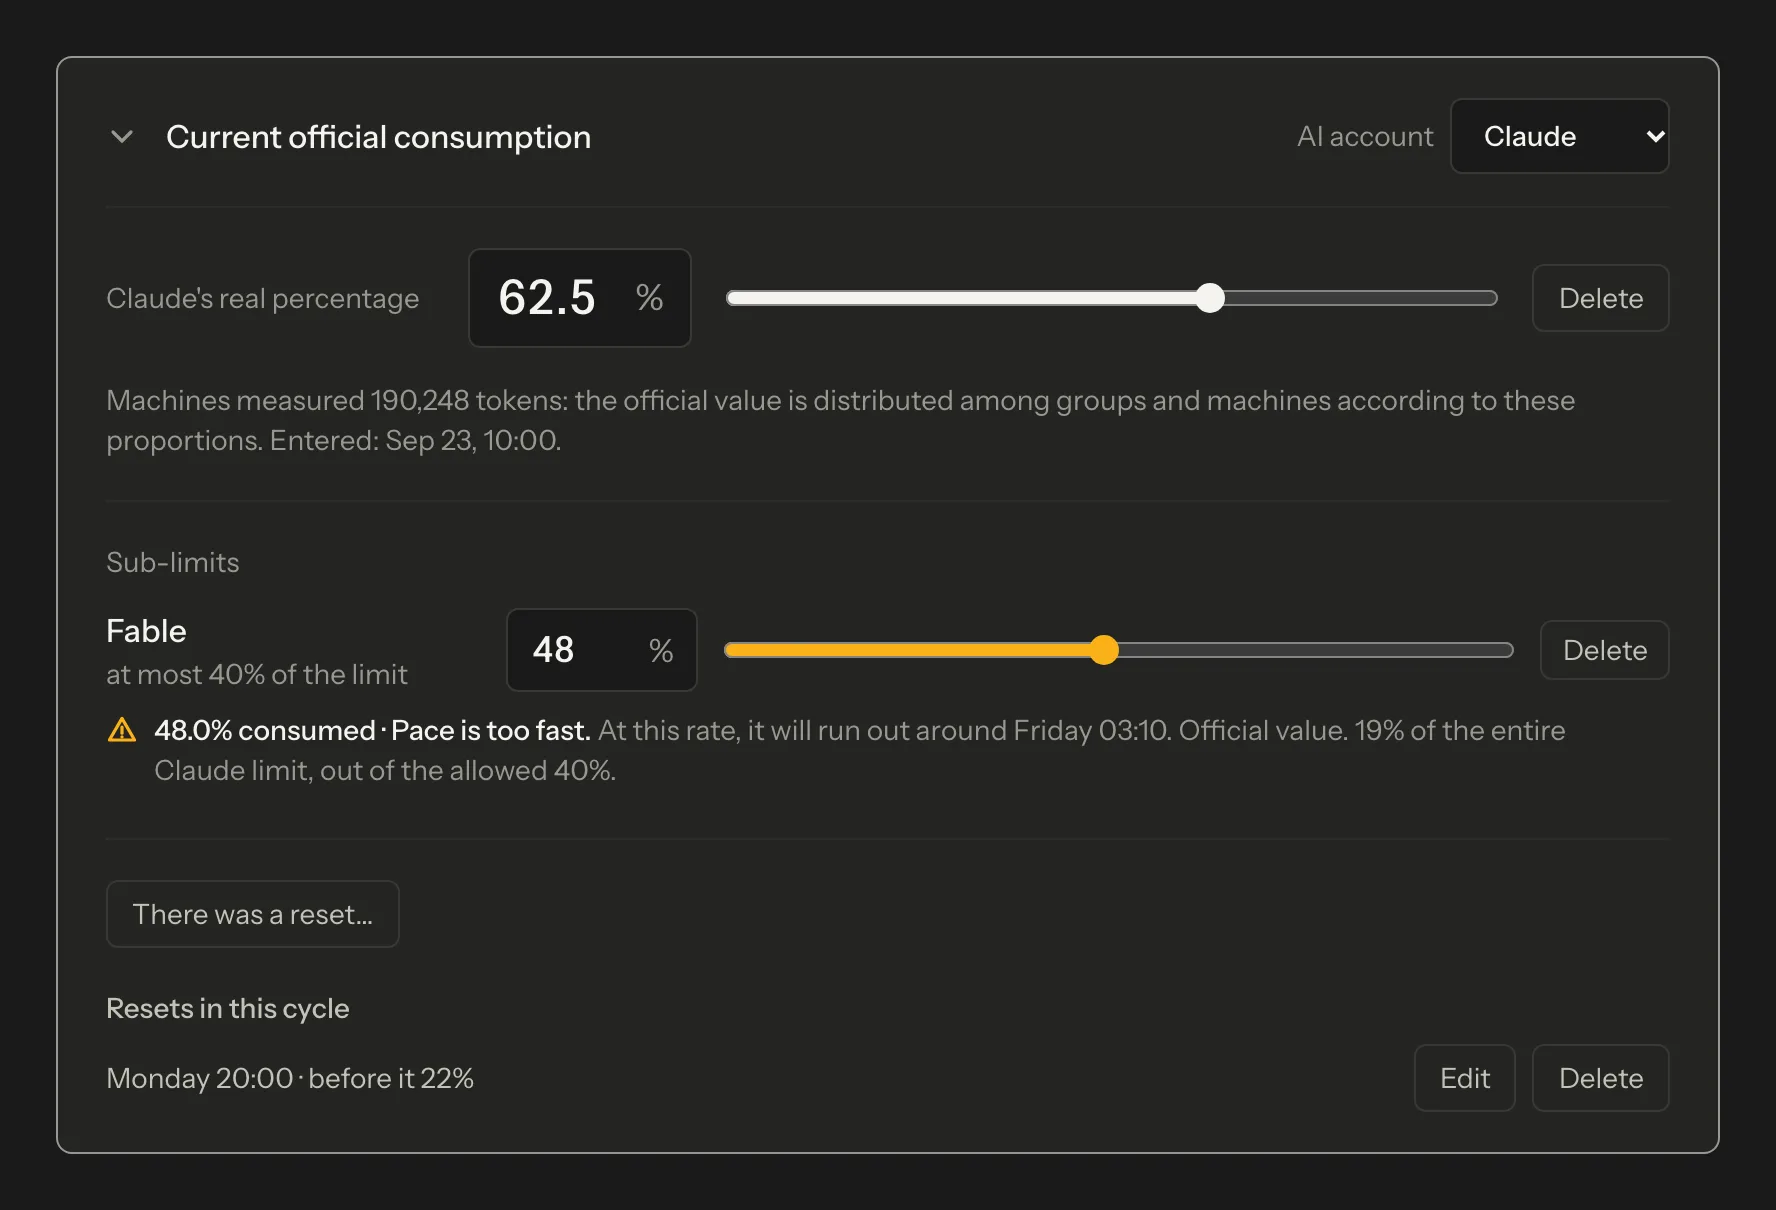 Current official consumption
AI account
Claude
Claude's real percentage
62.5 %
Delete
Machines measured 190,248 tokens: the official value is distributed among groups and machines according to these
proportions. Entered: Sep 23, 10:00.
Sub-limits
Fable
at most 40% of the limit
48 %
Delete
48.0% consumed · Pace is too fast. At this rate, it will run out around Friday 03:10. Official value. 19% of the entire
Claude limit, out of the allowed 40%.
There was a reset...
Resets in this cycle
Monday 20:00 · before it 22%
Edit
Delete